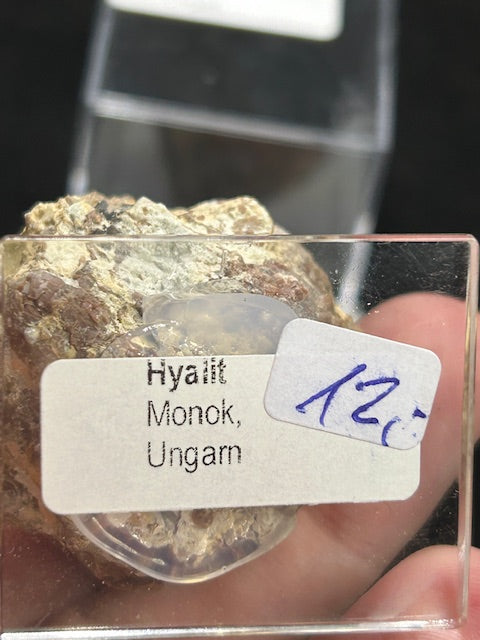 Hyalit
Monok,
Ungarn
12,-